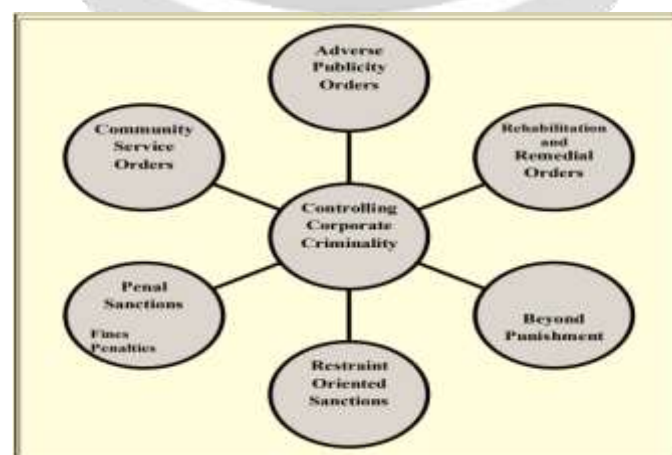 Adverse
Publicity
Orders
Community
Service
Orders
Rehabilitation
and
Remedial
Orders
Controlling
Corporate
Criminality
Penal
Sanctions
Fines
Penalties
Beyond
Punishment
Restraint
Oriented
Sanctions